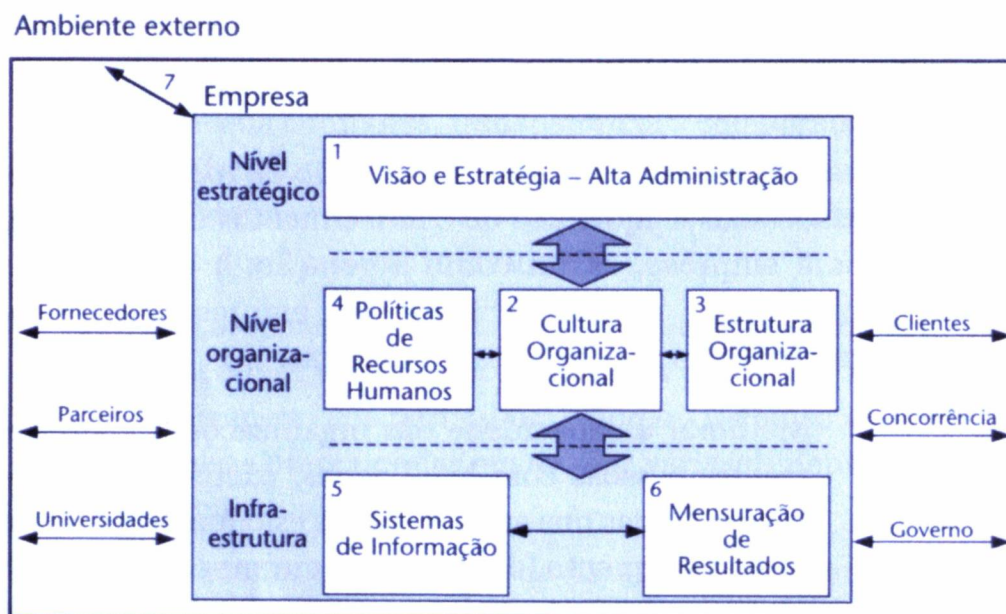 Ambiente externo
7
Empresa
Nível
estratégico
1
Visão e Estratégia – Alta Administração
Fornecedores
Parceiros
Universidades
Nível
organiza-
cional
4
Políticas
de
Recursos
Humanos
2
Cultura
Organiza-
cional
3
Estrutura
Organiza-
cional
Clientes
Concorrência
Governo
Infra-
estrutura
5
Sistemas
de Informação
6
Mensuração
de
Resultados